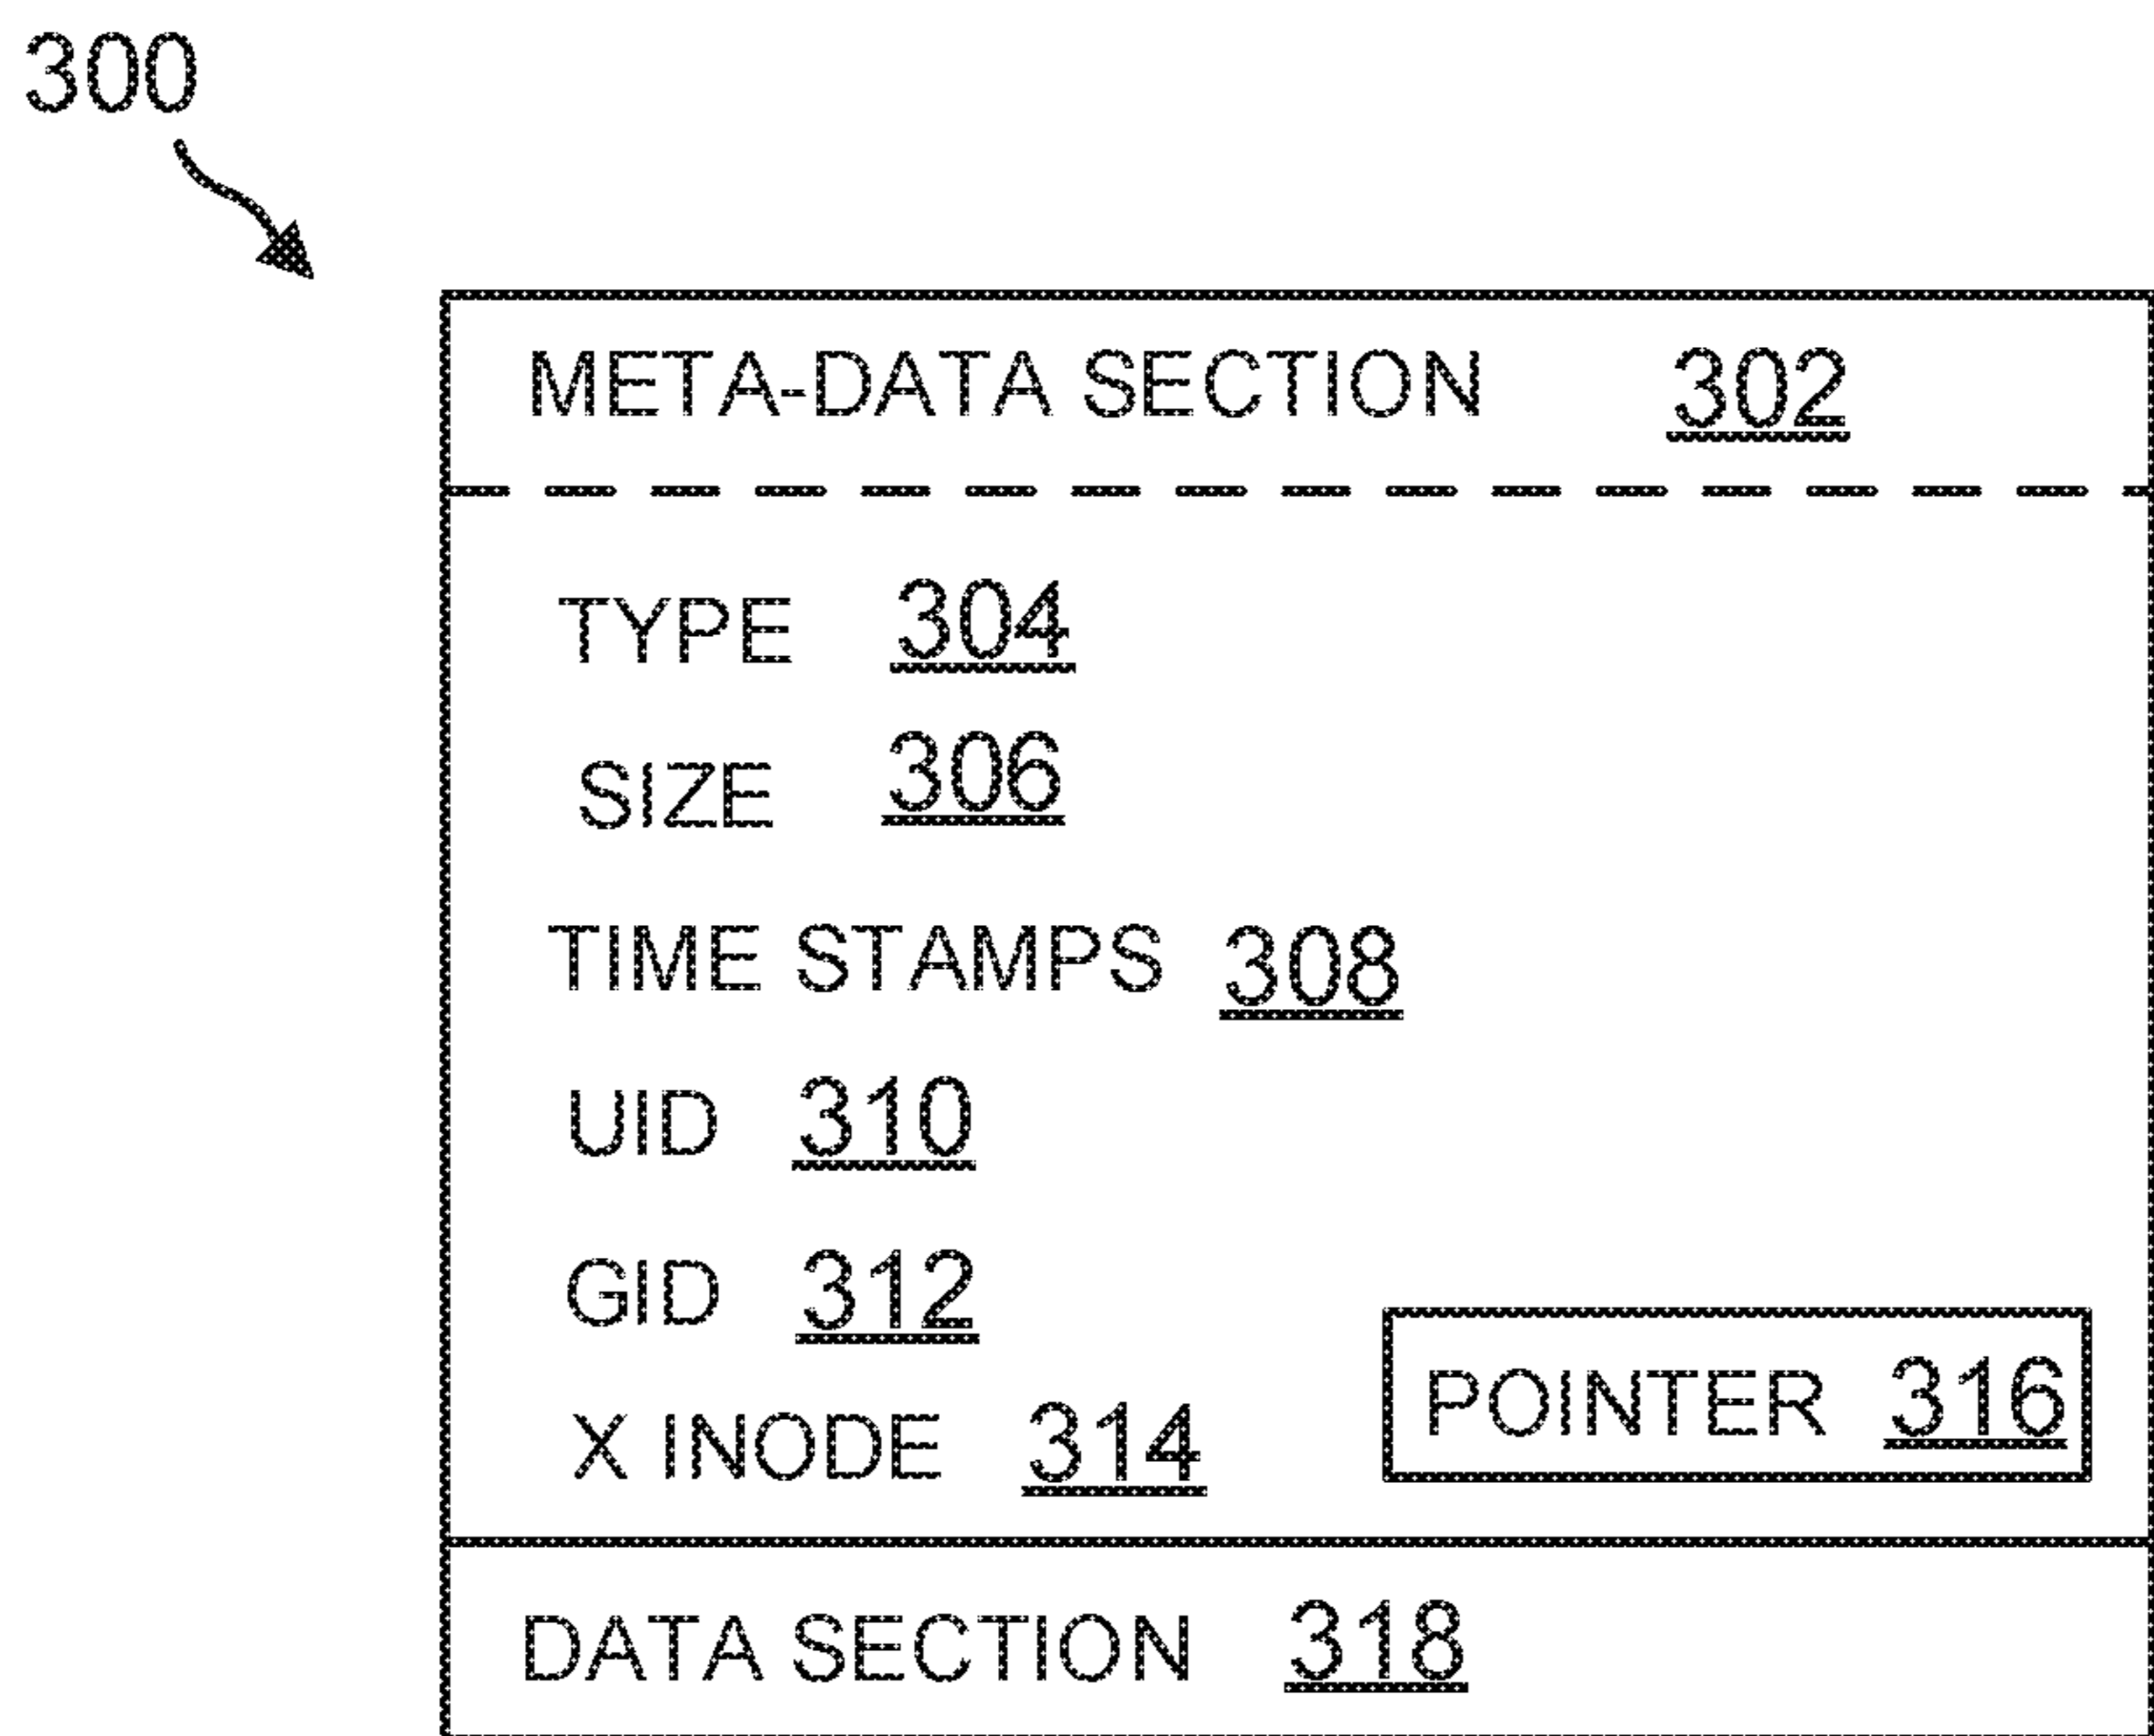 300
META-DATA SECTION 302
TYPE 304
SIZE 306
TIME STAMPS 308
UID 310
GID 312
X INODE 314
POINTER 316
DATA SECTION 318